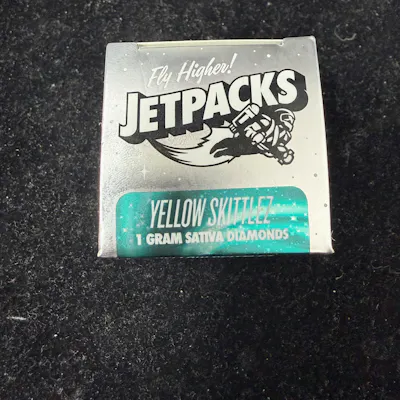 Fly Higher!
JETPACKS
YELLOW SKITTLEZ
1 GRAM SATIVA DIAMONDS